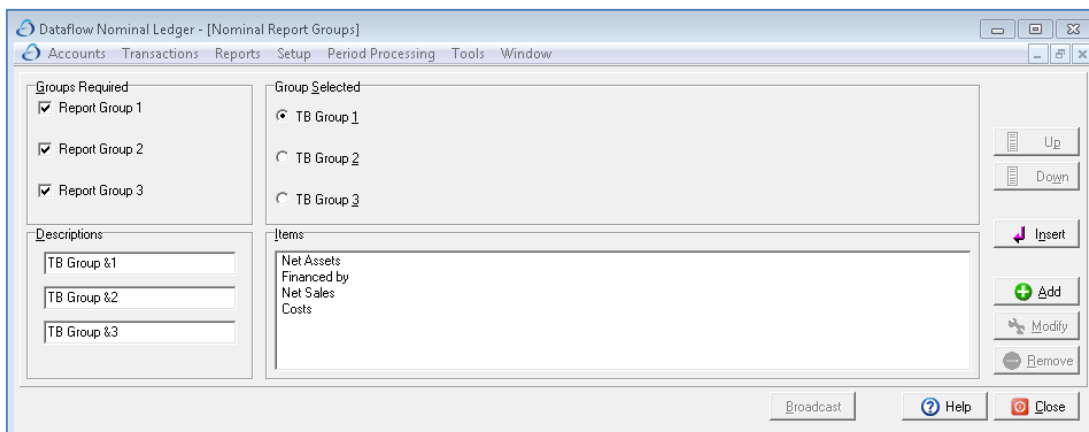 Dataflow Nominal Ledger - [Nominal Report Groups]
Accounts Transactions Reports Setup Period Processing Tools Window
Groups Required
Report Group 1
Report Group 2
Report Group 3
Group Selected
TB Group 1
TB Group 2
TB Group 3
Up
Down
Insert
Descriptions
TB Group &1
TB Group &2
TB Group &3
Items
Net Assets
Financed by
Net Sales
Costs
Add
Modify
Remove
Broadcast
Help
Close